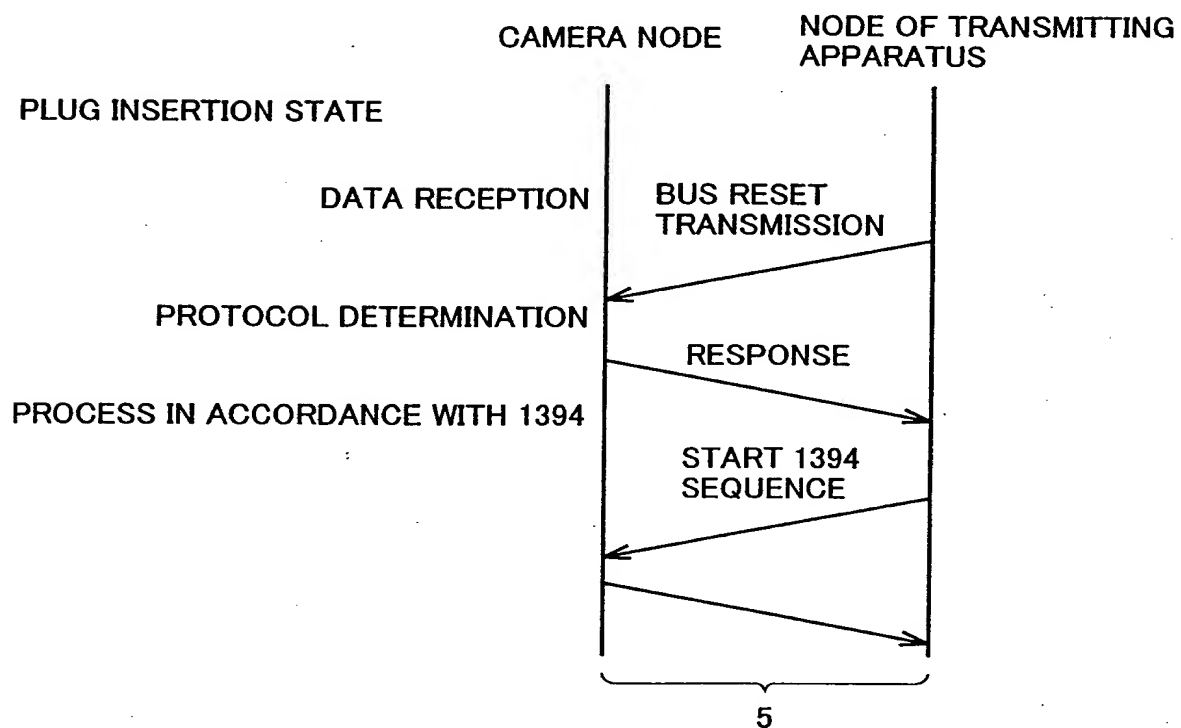 CAMERA NODE
NODE OF TRANSMITTING
APPARATUS
PLUG INSERTION STATE
DATA RECEPTION
BUS RESET
TRANSMISSION
PROTOCOL DETERMINATION
RESPONSE
PROCESS IN ACCORDANCE WITH 1394
START 1394
SEQUENCE
5